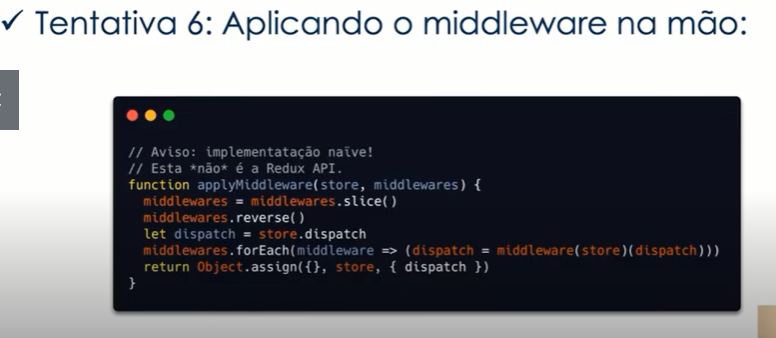 ✓ Tentativa 6: Aplicando o middleware na mão:
// Aviso: implementatação naïve!
// Esta *não* é a Redux API.
function applyMiddleware(store, middlewares) {
  middlewares = middlewares.slice()
  middlewares.reverse()
  let dispatch = store.dispatch
  middlewares.forEach(middleware => (dispatch = middleware(store)(dispatch)))
  return Object.assign({}, store, { dispatch })
}